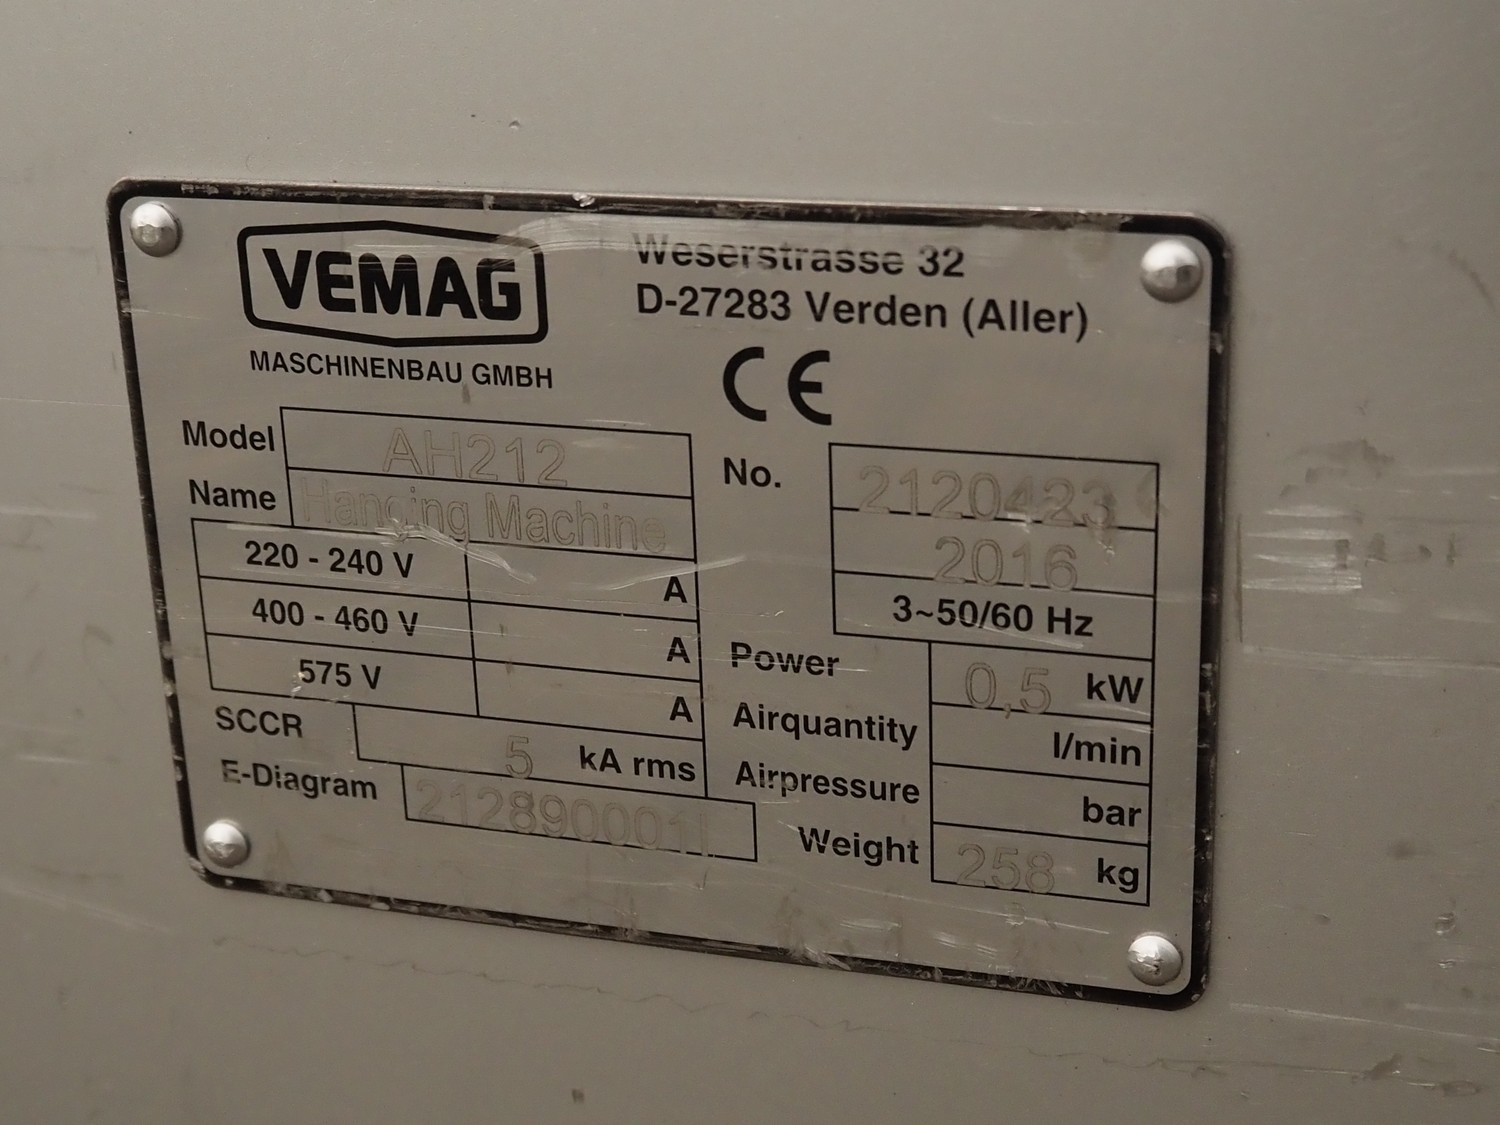 VEMAG
MASCHINENBAU GMBH
Weserstrasse 32
D-27283 Verden (Aller)
CE
Model AH212
Name Hanging Machine
220 - 240 V A
400 - 460 V A
575 V A
SCCR 5 kA rms
E-Diagram
No. 2120423
2016
3~50/60 Hz
Power 0,5 kW
Airquantity l/min
Airpressure bar
Weight 258 kg